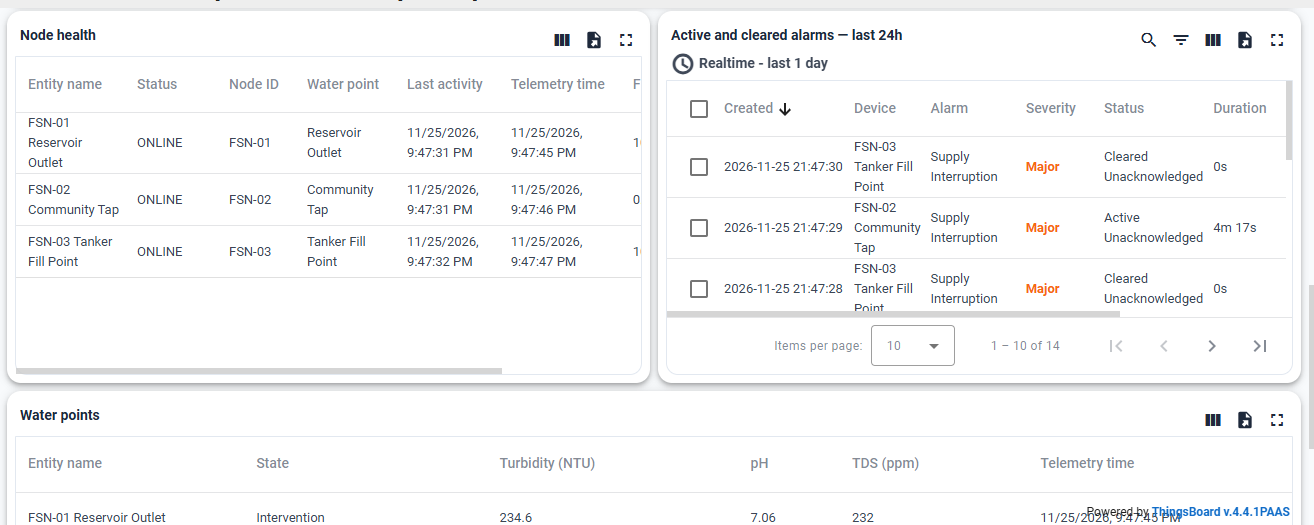 Node health
Entity name Status Node ID Water point Last activity Telemetry time F
FSN-01 Reservoir Outlet ONLINE FSN-01 Reservoir Outlet 11/25/2026, 9:47:31 PM 11/25/2026, 9:47:45 PM
FSN-02 Community Tap ONLINE FSN-02 Community Tap 11/25/2026, 9:47:31 PM 11/25/2026, 9:47:46 PM 0
FSN-03 Tanker Fill Point ONLINE FSN-03 Tanker Fill Point 11/25/2026, 9:47:32 PM 11/25/2026, 9:47:47 PM
Active and cleared alarms — last 24h
Realtime - last 1 day
Created Device Alarm Severity Status Duration
2026-11-25 21:47:30 FSN-03 Tanker Fill Point Supply Interruption Major Cleared Unacknowledged 0s
2026-11-25 21:47:29 FSN-02 Community Tap Supply Interruption Major Active Unacknowledged 4m 17s
2026-11-25 21:47:28 FSN-03 Tanker Fill Point Supply Interruption Major Cleared Unacknowledged 0s
Items per page: 10 1 – 10 of 14
Water points
Entity name State Turbidity (NTU) pH TDS (ppm) Telemetry time
FSN-01 Reservoir Outlet Intervention 234.6 7.06 232 11/25/2026, 9:47:45 PM
Powered by ThingsBoard v.4.4.1PAAS